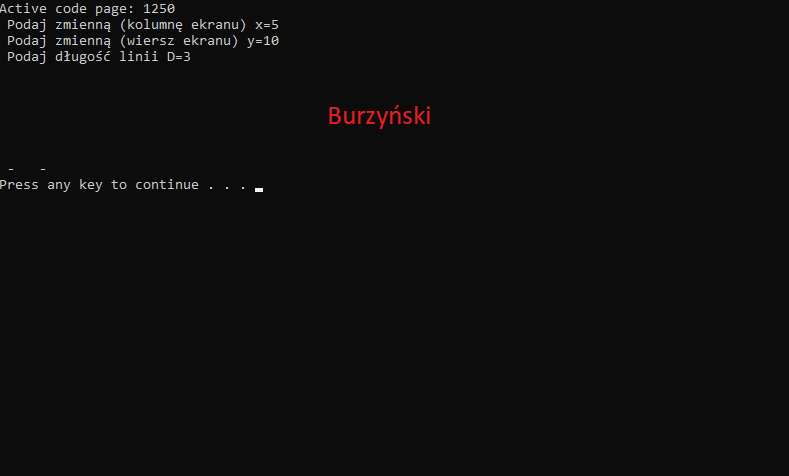 Active code page: 1250
Podaj zmienną (kolumnę ekranu) x=5
Podaj zmienną (wiersz ekranu) y=10
Podaj długość linii D=3
Burzyński
-   -
Press any key to continue . . .